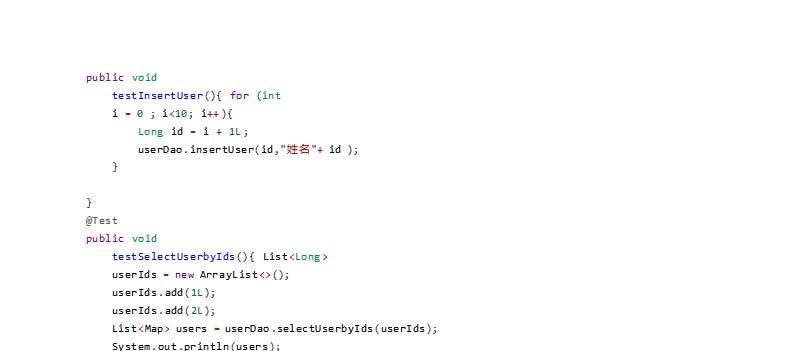 public void
testInsertUser(){ for (int
i = 0 ; i<10; i++){
Long id = i + 1L;
userDao.insertUser(id,"姓名"+ id );
}
}
@Test
public void
testSelectUserbyIds(){ List<Long>
userIds = new ArrayList<>();
userIds.add(1L);
userIds.add(2L);
List<Map> users = userDao.selectUserbyIds(userIds);
System.out.println(users);